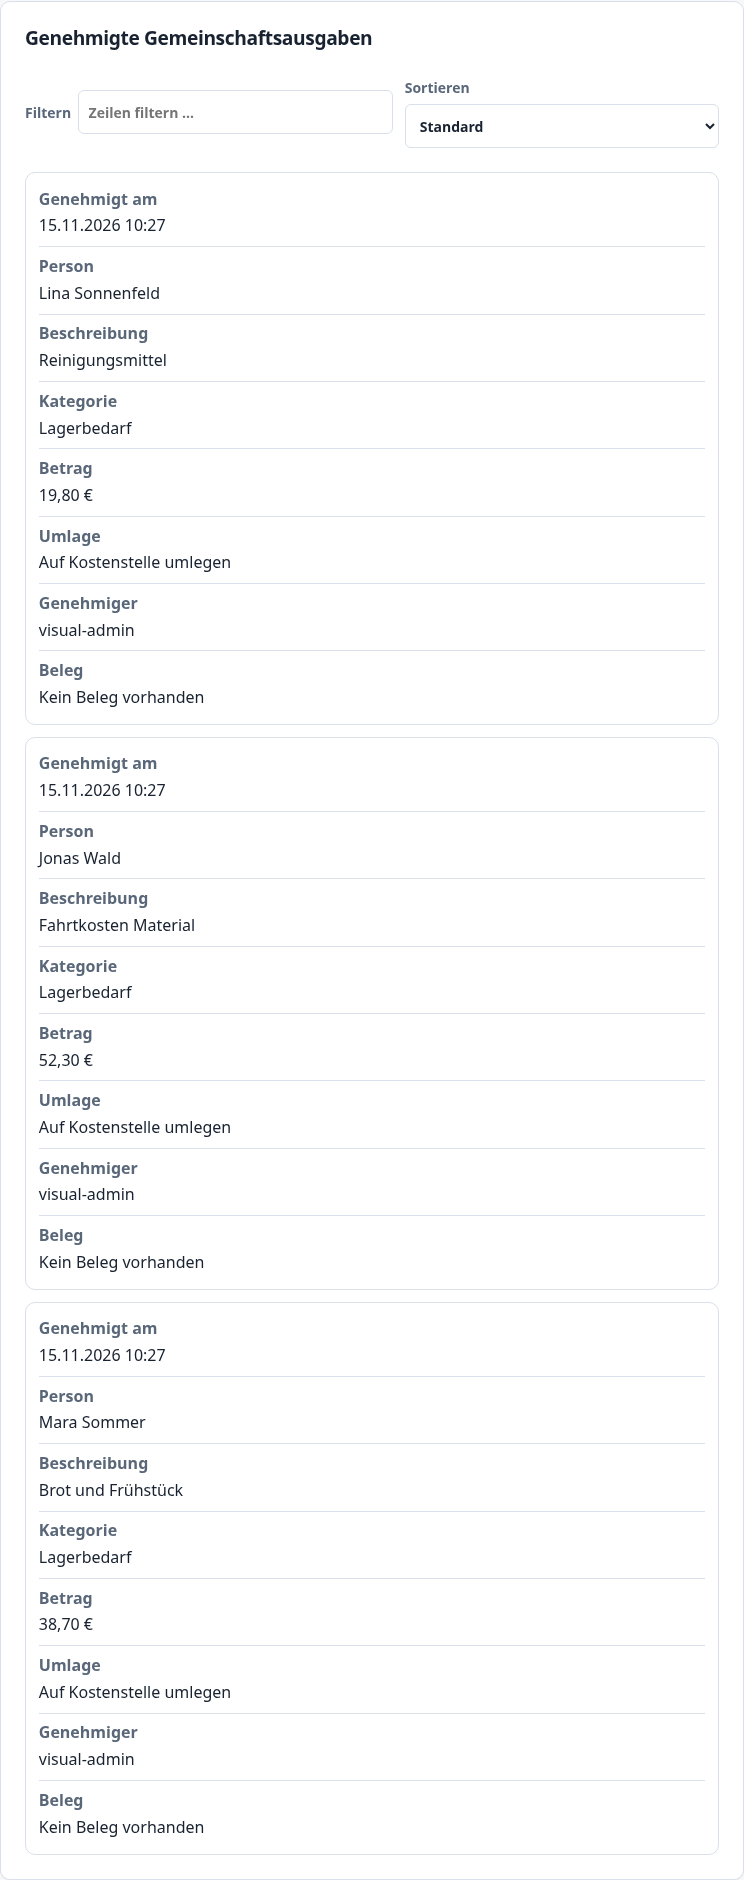 Genehmigte Gemeinschaftsausgaben
Filtern
Zeilen filtern ...
Sortieren
Standard
Genehmigt am
15.11.2026 10:27
Person
Lina Sonnenfeld
Beschreibung
Reinigungsmittel
Kategorie
Lagerbedarf
Betrag
19,80 €
Umlage
Auf Kostenstelle umlegen
Genehmiger
visual-admin
Beleg
Kein Beleg vorhanden
Genehmigt am
15.11.2026 10:27
Person
Jonas Wald
Beschreibung
Fahrtkosten Material
Kategorie
Lagerbedarf
Betrag
52,30 €
Umlage
Auf Kostenstelle umlegen
Genehmiger
visual-admin
Beleg
Kein Beleg vorhanden
Genehmigt am
15.11.2026 10:27
Person
Mara Sommer
Beschreibung
Brot und Frühstück
Kategorie
Lagerbedarf
Betrag
38,70 €
Umlage
Auf Kostenstelle umlegen
Genehmiger
visual-admin
Beleg
Kein Beleg vorhanden